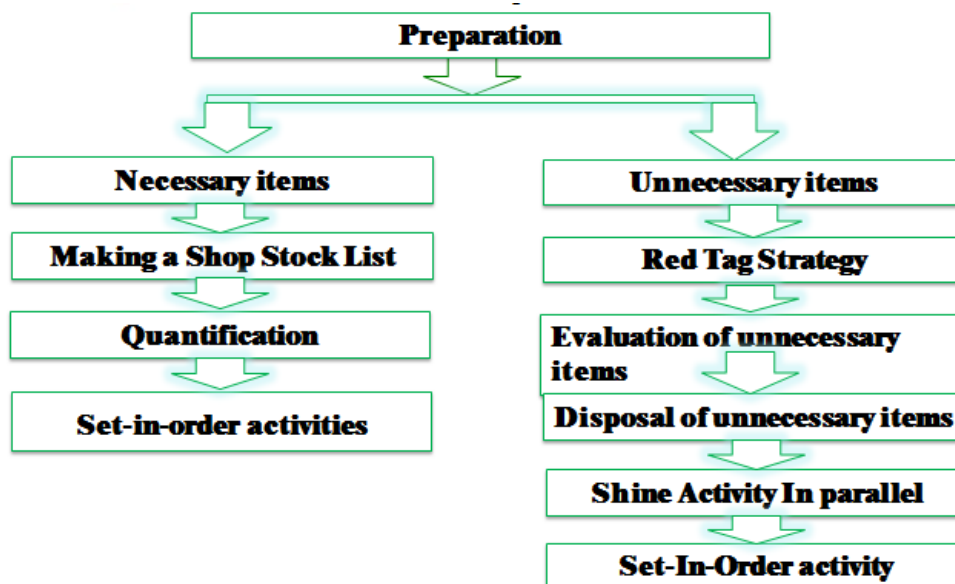 Preparation
Necessary items
Making a Shop Stock List
Quantification
Set-in-order activities
Unnecessary items
Red Tag Strategy
Evaluation of unnecessary
items
Disposal of unnecessary items
Shine Activity In parallel
Set-In-Order activity